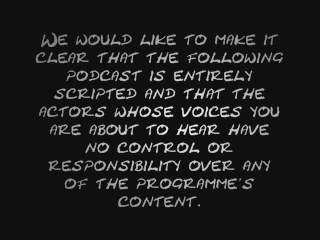 We would like to make it
clear that the following
podcast is entirely
scripted and that the
actors whose voices you
are about to hear have
no control or
responsibility over any
of the programme's
content.